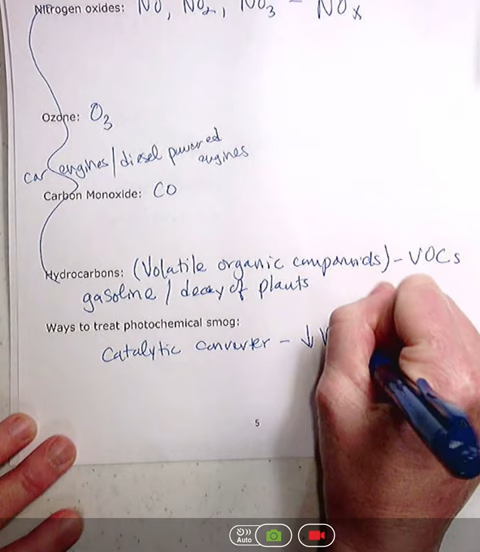 Nitrogen oxides: NO, NO₂, NO₃ - NOx
Ozone: O₃
car engines / diesel powered
engines
Carbon Monoxide: CO
Hydrocarbons: (Volatile organic compounds) - VOCs
gasoline / decay of plants
Ways to treat photochemical smog:
Catalytic converter - ↓
5
Auto